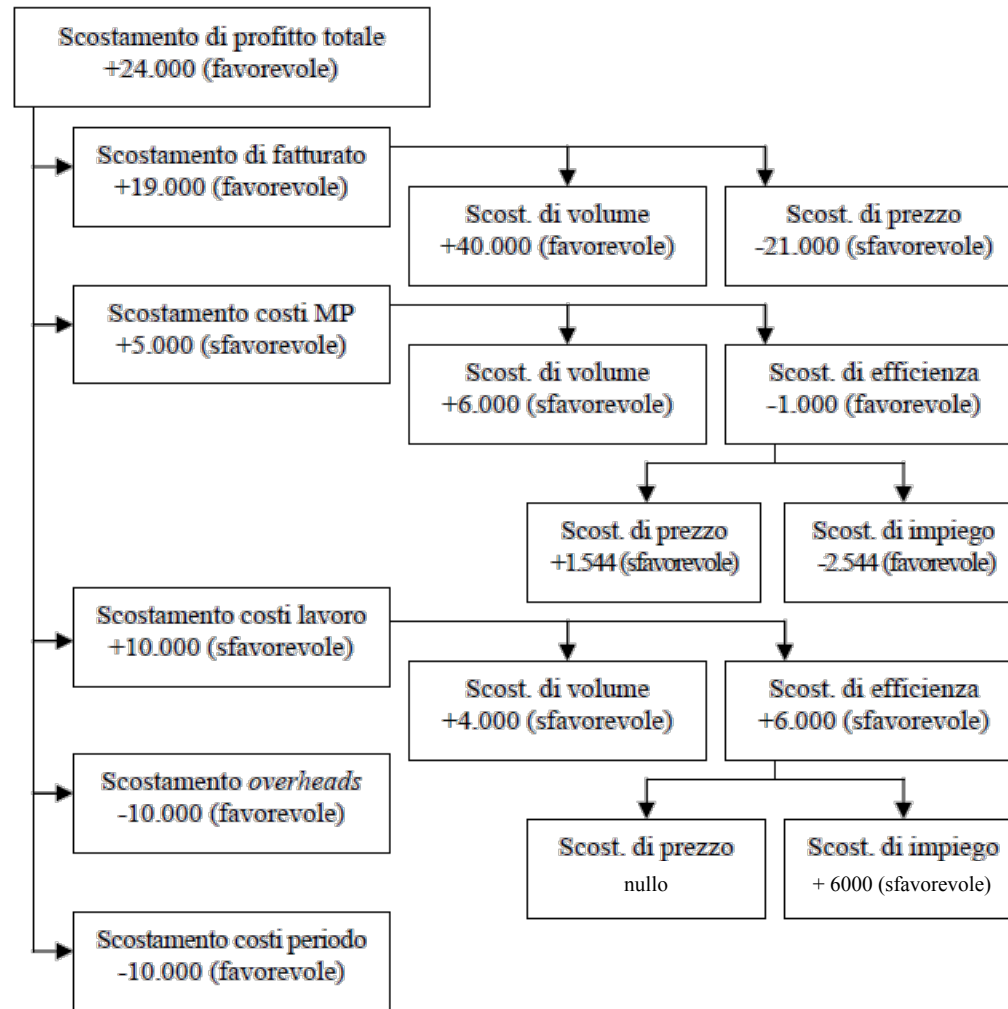 Scostamento di profitto totale
+24.000 (favorevole)
Scostamento di fatturato
+19.000 (favorevole)
Scost. di volume
+40.000 (favorevole)
Scost. di prezzo
-21.000 (sfavorevole)
Scostamento costi MP
+5.000 (sfavorevole)
Scost. di volume
+6.000 (sfavorevole)
Scost. di efficienza
-1.000 (favorevole)
Scost. di prezzo
+1.544 (sfavorevole)
Scost. di impiego
-2.544 (favorevole)
Scostamento costi lavoro
+10.000 (sfavorevole)
Scost. di volume
+4.000 (sfavorevole)
Scost. di efficienza
+6.000 (sfavorevole)
Scostamento overheads
-10.000 (favorevole)
Scost. di prezzo
nullo
Scost. di impiego
+ 6000 (sfavorevole)
Scostamento costi periodo
-10.000 (favorevole)